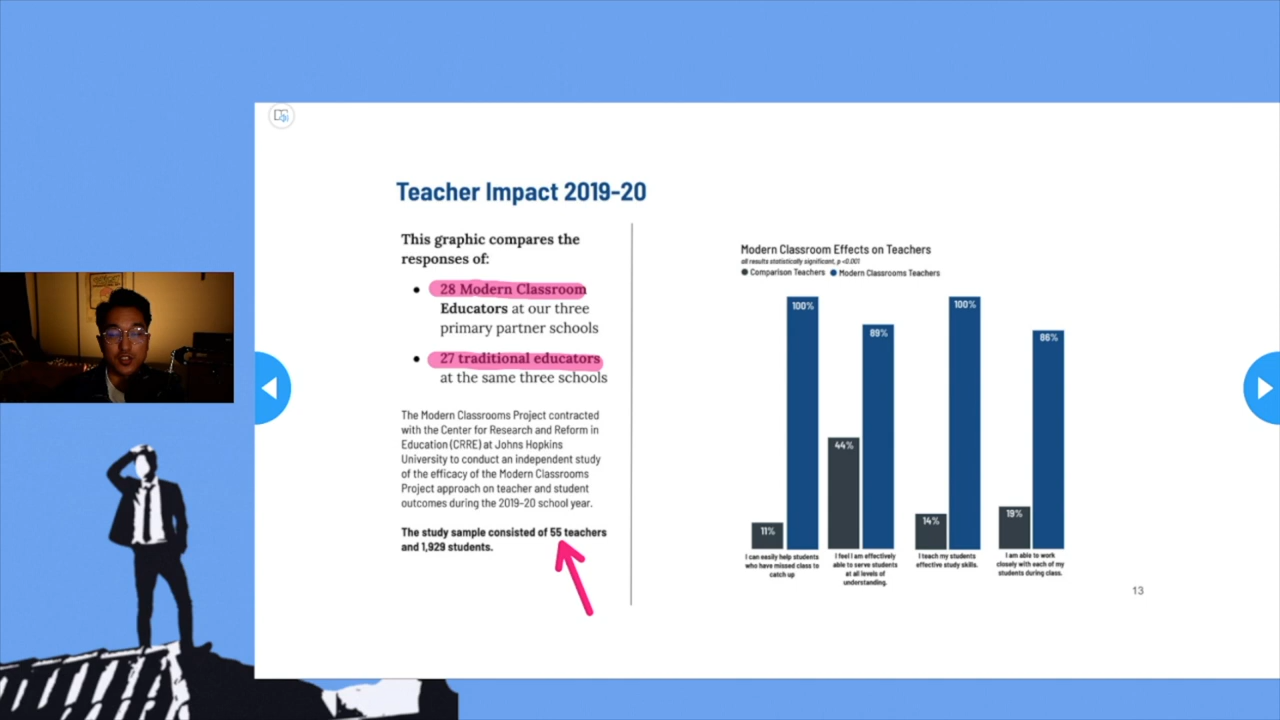 Teacher Impact 2019-20
This graphic compares the
responses of:
• 28 Modern Classroom
Educators at our three
primary partner schools
• 27 traditional educators
at the same three schools
The Modern Classrooms Project contracted
with the Center for Research and Reform in
Education (CRRE) at Johns Hopkins
University to conduct an independent study
of the efficacy of the Modern Classrooms
Project approach on teacher and student
outcomes during the 2019-20 school year.
The study sample consisted of 55 teachers
and 1,929 students.
Modern Classroom Effects on Teachers
all results statistically significant, p <0.001
Comparison Teachers Modern Classrooms Teachers
11%
100%
44%
89%
14%
100%
19%
86%
I can easily help students
who have missed class to
catch up
I feel I am effectively
able to serve students
at all levels of
understanding.
I teach my students
effective study skills.
I am able to work
closely with each of my
students during class.
13